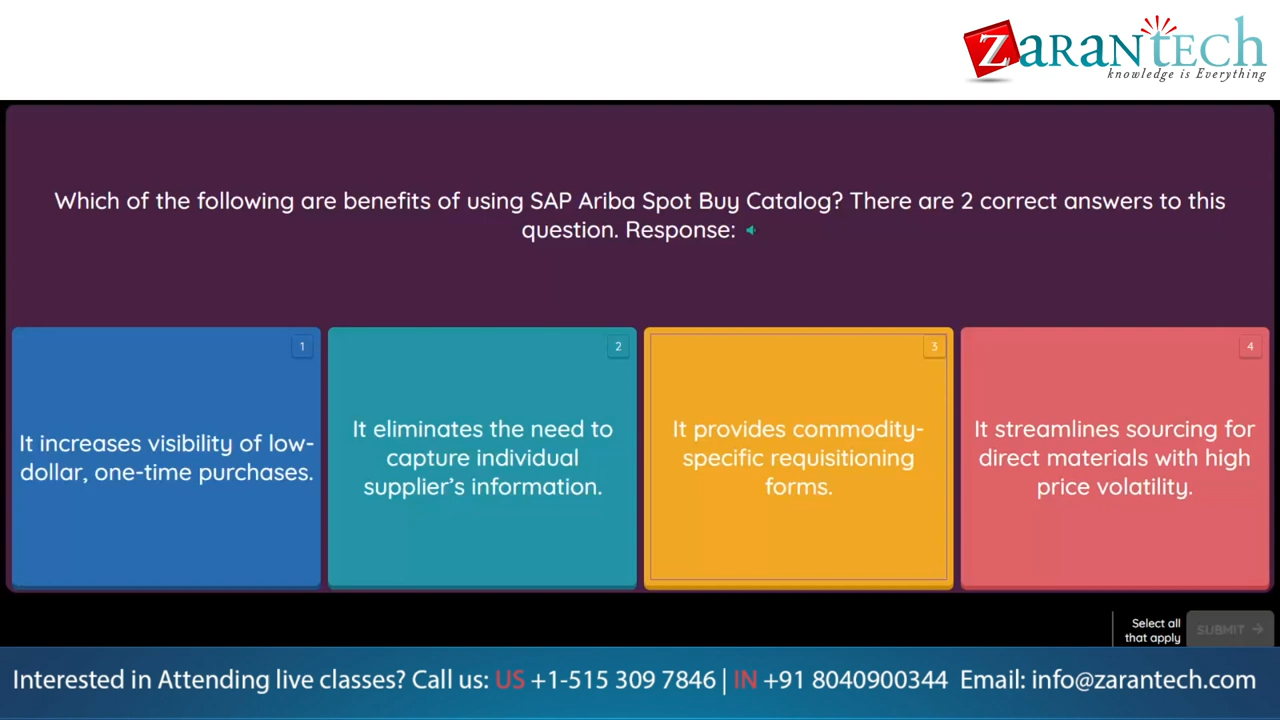 ZARANTECH
knowledge is Everything
Which of the following are benefits of using SAP Ariba Spot Buy Catalog? There are 2 correct answers to this
question. Response:
1
It increases visibility of low-
dollar, one-time purchases.
2
It eliminates the need to
capture individual
supplier’s information.
3
It provides commodity-
specific requisitioning
forms.
4
It streamlines sourcing for
direct materials with high
price volatility.
Select all
that apply
SUBMIT →
Interested in Attending live classes? Call us: US +1-515 309 7846 | IN +91 8040900344 Email: info@zarantech.com